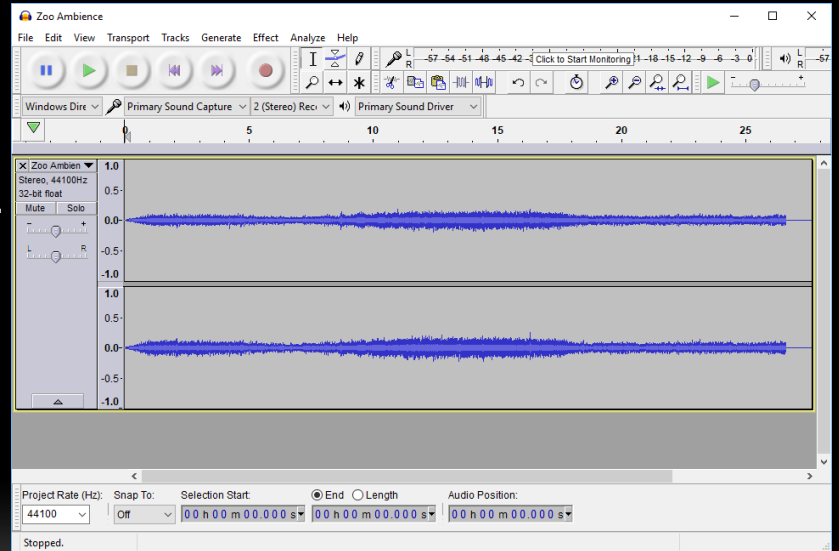 Zoo Ambience
File Edit View Transport Tracks Generate Effect Analyze Help
L
R
-57 -54 -51 -48 -45 -42 Click to Start Monitoring -18 -15 -12 -9 -6 -3 0
L
R
-57
Windows Dire Primary Sound Capture 2 (Stereo) Reco Primary Sound Driver
0 5 10 15 20 25
Zoo Ambien
Stereo, 44100Hz
32-bit float
Mute Solo
- +
L R
1.0
0.5
0.0
-0.5
-1.0
1.0
0.5
0.0
-0.5
-1.0
Project Rate (Hz): Snap To: Selection Start: End Length Audio Position:
44100 Off 00 h 00 m 00.000 s 00 h 00 m 00.000 s 00 h 00 m 00.000 s
Stopped.